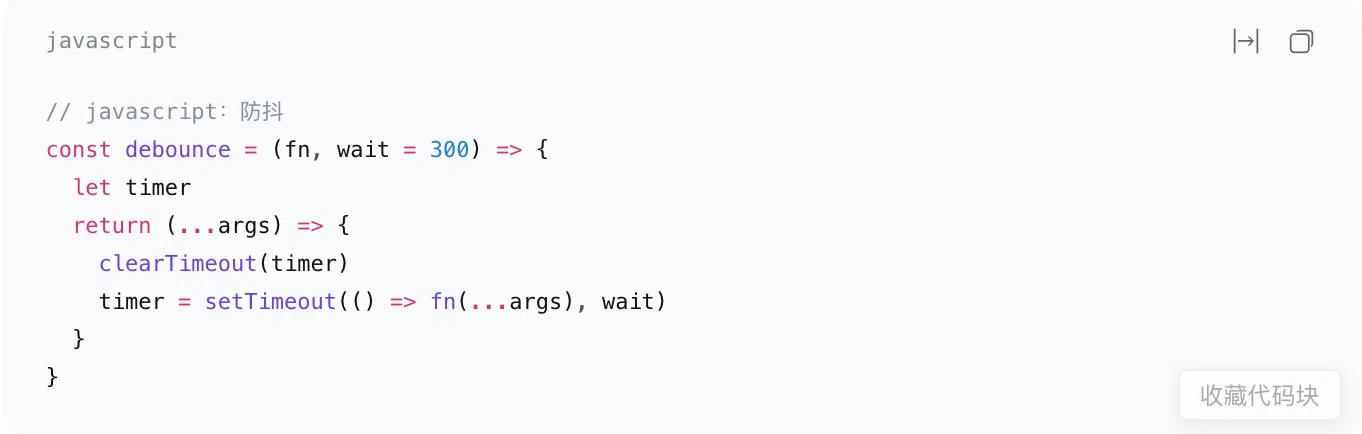 javascript
// javascript：防抖
const debounce = (fn, wait = 300) => {
  let timer
  return (...args) => {
    clearTimeout(timer)
    timer = setTimeout(() => fn(...args), wait)
  }
}
收藏代码块